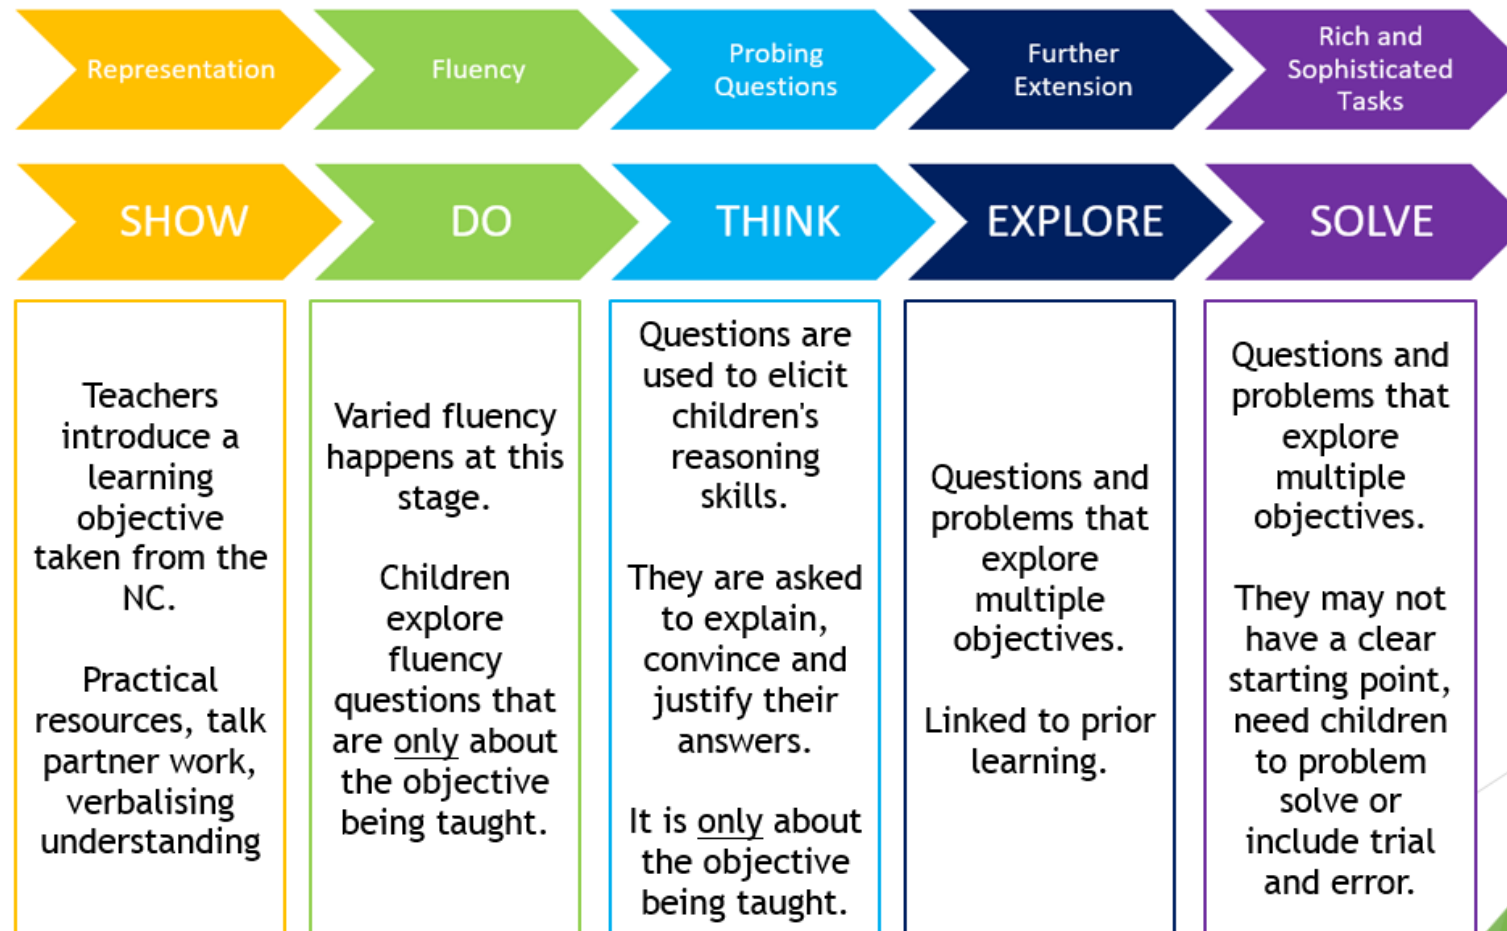 Representation
Fluency
Probing
Questions
Further
Extension
Rich and
Sophisticated
Tasks
SHOW
DO
THINK
EXPLORE
SOLVE
Teachers
introduce a
learning
objective
taken from the
NC.
Practical
resources, talk
partner work,
verbalising
understanding
Varied fluency
happens at this
stage.
Children
explore
fluency
questions that
are only about
the objective
being taught.
Questions are
used to elicit
children's
reasoning
skills.
They are asked
to explain,
convince and
justify their
answers.
It is only about
the objective
being taught.
Questions and
problems that
explore
multiple
objectives.
Linked to prior
learning.
Questions and
problems that
explore
multiple
objectives.
They may not
have a clear
starting point,
need children
to problem
solve or
include trial
and error.